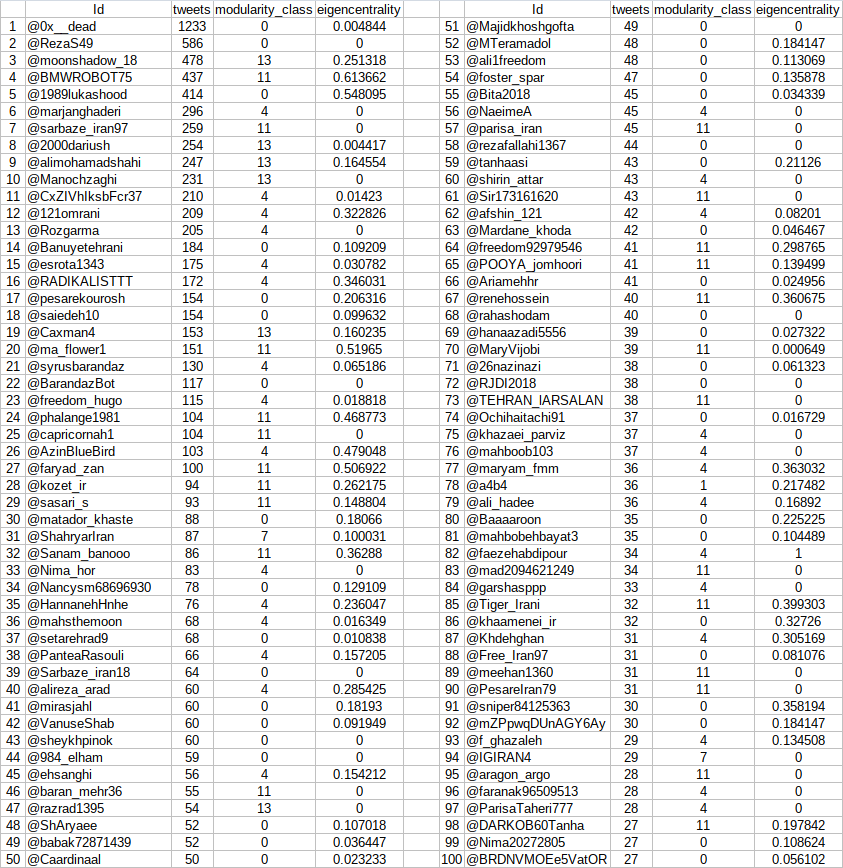 Id tweets modularity_class eigencentrality Id tweets modularity_class eigencentrality
1 @0x__dead 1233 0 0.004844 51 @Majidkhoshgofta 49 0 0
2 @RezaS49 586 0 0 52 @MTeramadol 48 0 0.184147
3 @moonshadow_18 478 13 0.251318 53 @ali1freedom 48 0 0.113069
4 @BMWROBOT75 437 11 0.613662 54 @foster_spar 47 0 0.135878
5 @1989lukashood 414 0 0.548095 55 @Bita2018 45 0 0.034339
6 @marjanghaderi 296 4 0 56 @NaeimeA 45 4 0
7 @sarbaze_iran97 259 11 0 57 @parisa_iran 45 11 0
8 @2000dariush 254 13 0.004417 58 @rezafallahi1367 44 0 0
9 @alimohamadshahi 247 13 0.164554 59 @tanhaasi 43 0 0.21126
10 @Manochzaghi 231 13 0 60 @shirin_attar 43 4 0
11 @CxZIVhIksbFcr37 210 4 0.01423 61 @Sir173161620 43 11 0
12 @121omrani 209 4 0.322826 62 @afshin_121 42 4 0.08201
13 @Rozgarma 205 4 0 63 @Mardane_khoda 42 0 0.046467
14 @Banuyetehrani 184 0 0.109209 64 @freedom92979546 41 11 0.298765
15 @esrota1343 175 4 0.030782 65 @POOYA_jomhoori 41 11 0.139499
16 @RADIKALISTTT 172 4 0.346031 66 @Ariamehhr 41 0 0.024956
17 @pesarekourosh 154 0 0.206316 67 @renehossein 40 11 0.360675
18 @saiedeh10 154 0 0.099632 68 @rahashodam 40 0 0
19 @Caxman4 153 13 0.160235 69 @hanaazadi5556 39 0 0.027322
20 @ma_flower1 151 11 0.51965 70 @MaryVijobi 39 11 0.000649
21 @syrusbarandaz 130 4 0.065186 71 @26nazinazi 38 0 0.061323
22 @BarandazBot 117 0 0 72 @RJDI2018 38 0 0
23 @freedom_hugo 115 4 0.018818 73 @TEHRAN_IARSALAN 38 11 0
24 @phalange1981 104 11 0.468773 74 @Ochihaitachi91 37 0 0.016729
25 @capricornah1 104 11 0 75 @khazaei_parviz 37 4 0
26 @AzinBlueBird 103 4 0.479048 76 @mahboob103 37 4 0
27 @faryad_zan 100 11 0.506922 77 @maryam_fmm 36 4 0.363032
28 @kozet_ir 94 11 0.262175 78 @a4b4 36 1 0.217482
29 @sasari_s 93 11 0.148804 79 @ali_hadee 36 4 0.16892
30 @matador_khaste 88 0 0.18066 80 @Baaaaroon 35 0 0.225225
31 @ShahryarIran 87 7 0.100031 81 @mahbobehbayat3 35 0 0.104489
32 @Sanam_banooo 86 11 0.36288 82 @faezehabdipour 34 4 1
33 @Nima_hor 83 4 0 83 @mad2094621249 34 11 0
34 @Nancysm68696930 78 0 0.129109 84 @garshasppp 33 4 0
35 @HannanehHnhe 76 4 0.236047 85 @Tiger_Irani 32 11 0.399303
36 @mahsthemoon 68 4 0.016349 86 @khaamenei_ir 32 0 0.32726
37 @setarehrad9 68 0 0.010838 87 @Khdehghan 31 4 0.305169
38 @PanteaRasouli 66 4 0.157205 88 @Free_Iran97 31 0 0.081076
39 @Sarbaze_iran18 64 0 0 89 @meehan1360 31 11 0
40 @alireza_arad 60 4 0.285425 90 @PesareIran79 31 11 0
41 @mirasjahl 60 0 0.18193 91 @sniper84125363 30 0 0.358194
42 @VanuseShab 60 0 0.091949 92 @mZPpwqDUnAGY6Ay 30 0 0.184147
43 @sheykhpinok 60 0 0 93 @f_ghazaleh 29 4 0.134508
44 @984_elham 59 0 0 94 @IGIRAN4 29 7 0
45 @ehsanghi 56 4 0.154212 95 @aragon_argo 28 11 0
46 @baran_mehr36 55 11 0 96 @faranak96509513 28 4 0
47 @razrad1395 54 13 0 97 @ParisaTaheri777 28 4 0
48 @ShAryaee 52 0 0.107018 98 @DARKOB60Tanha 27 11 0.197842
49 @babak72871439 52 0 0.036447 99 @Nima20272805 27 0 0.108624
50 @Caardinaal 50 0 0.023233 100 @BRDNVMOEe5VatOR 27 0 0.056102